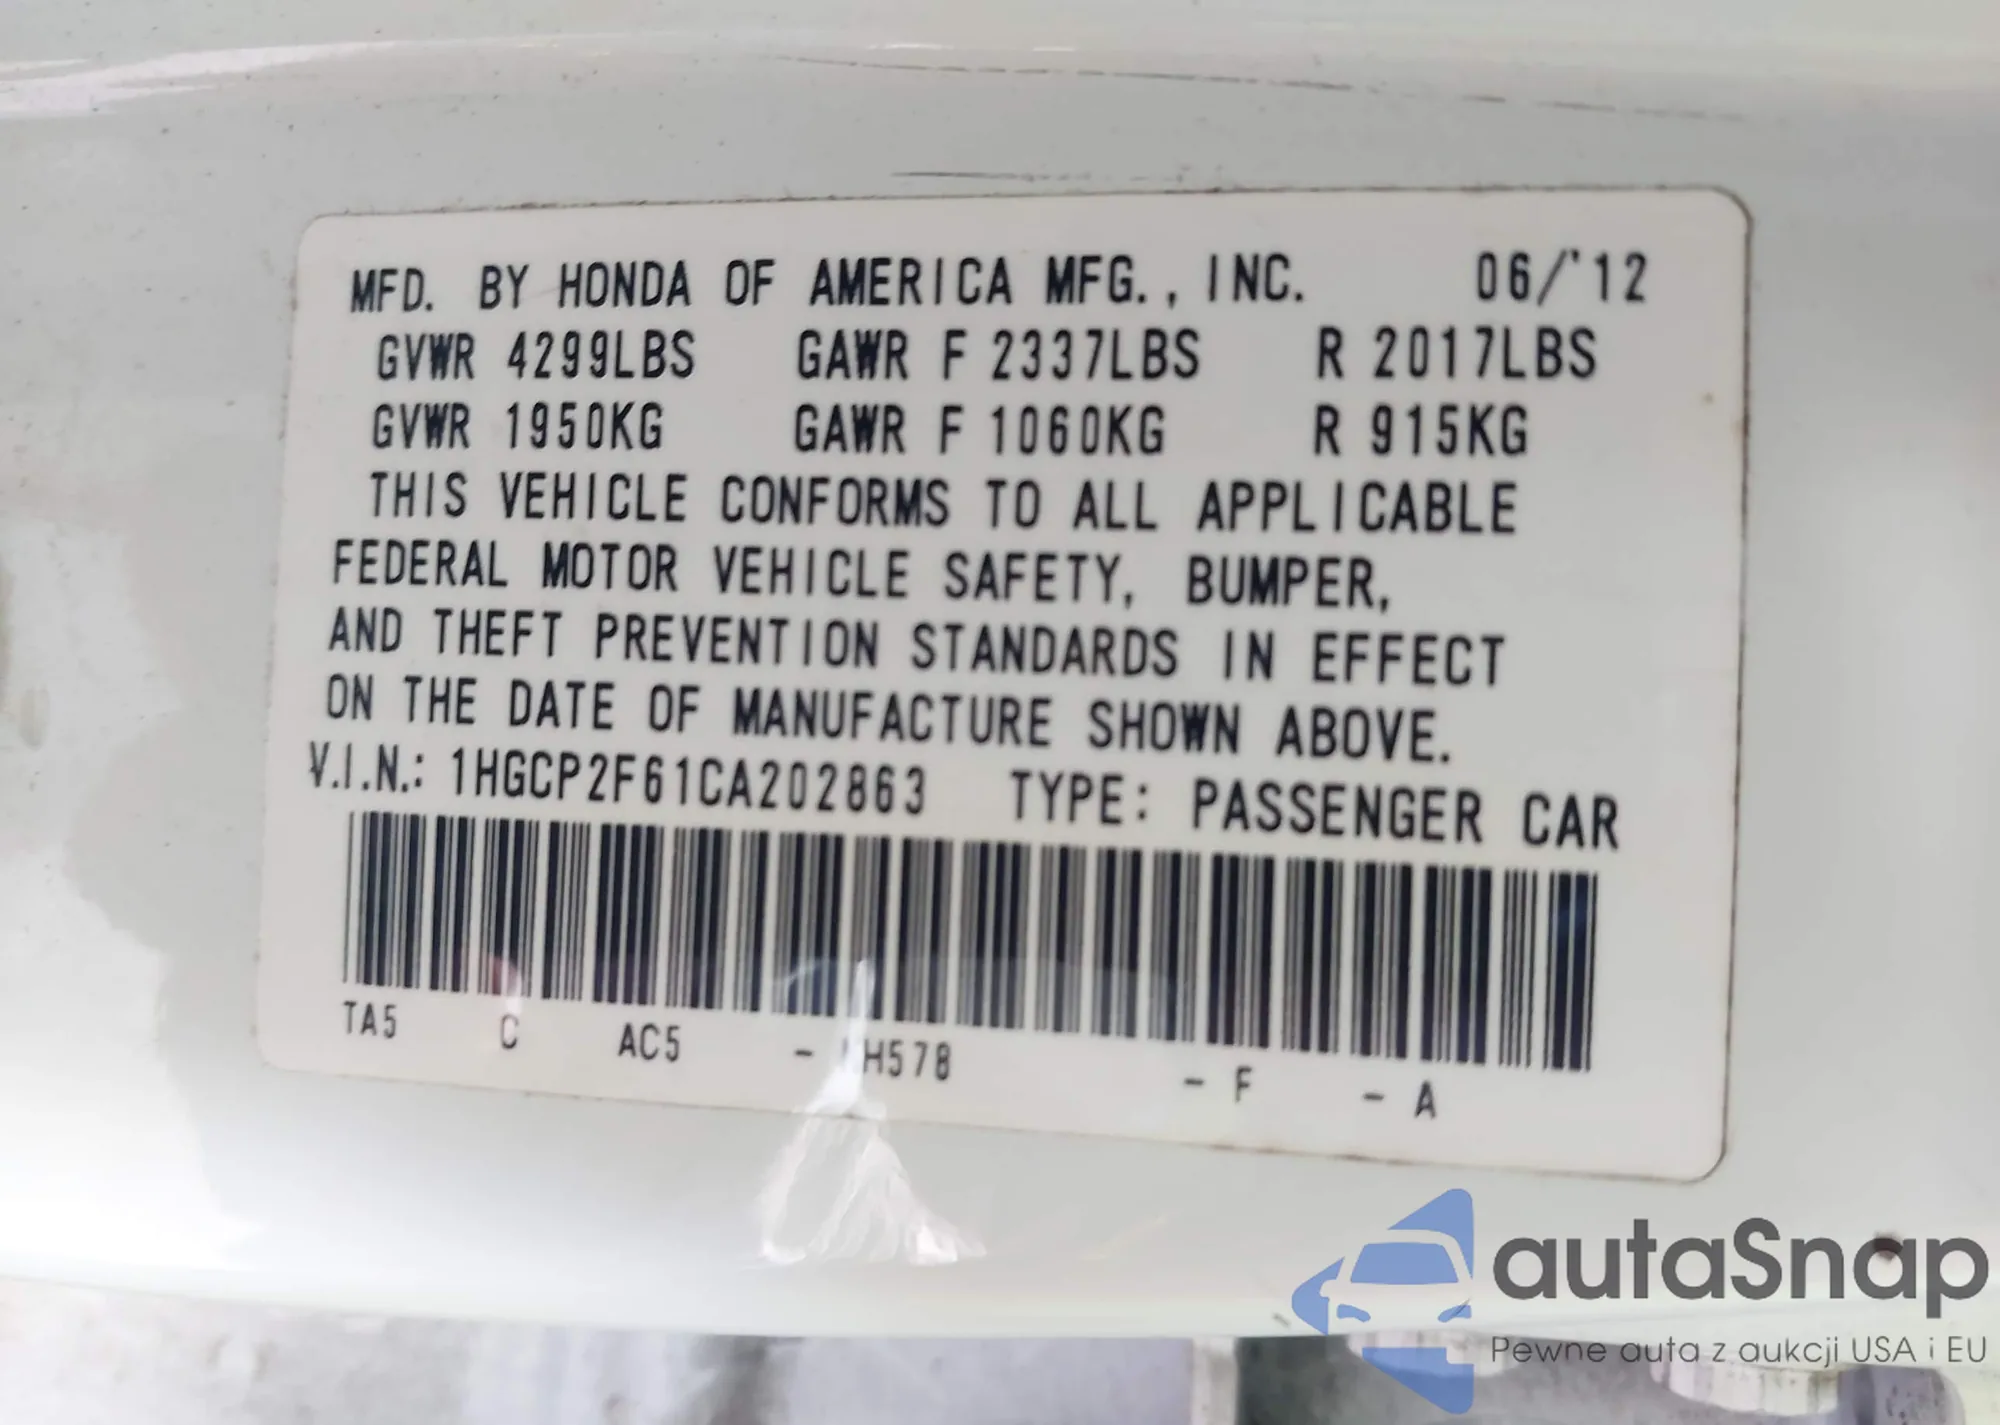 MFD. BY HONDA OF AMERICA MFG., INC. 06/'12
GVWR 4299LBS GAWR F 2337LBS R 2017LBS
GVWR 1950KG GAWR F 1060KG R 915KG
THIS VEHICLE CONFORMS TO ALL APPLICABLE
FEDERAL MOTOR VEHICLE SAFETY, BUMPER,
AND THEFT PREVENTION STANDARDS IN EFFECT
ON THE DATE OF MANUFACTURE SHOWN ABOVE.
V.I.N.: 1HGCP2F61CA202863 TYPE: PASSENGER CAR
TA5 C AC5 - - F - A
autaSnap
Pewne auta z aukcji USA i EU